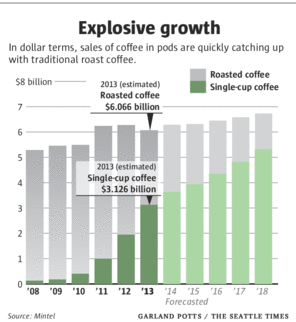 Explosive growth
In dollar terms, sales of coffee in pods are quickly catching up
with traditional roast coffee.
Roasted coffee
Single-cup coffee
$8 billion
2013 (estimated)
Roasted coffee
$6.066 billion
7
6
5
4
3
2
1
0
2013 (estimated)
Single-cup coffee
$3.126 billion
'08 '09 '10 '11 '12 '13 '14 '15 '16 '17 '18
Forecasted
Source: Mintel
GARLAND POTTS / THE SEATTLE TIMES